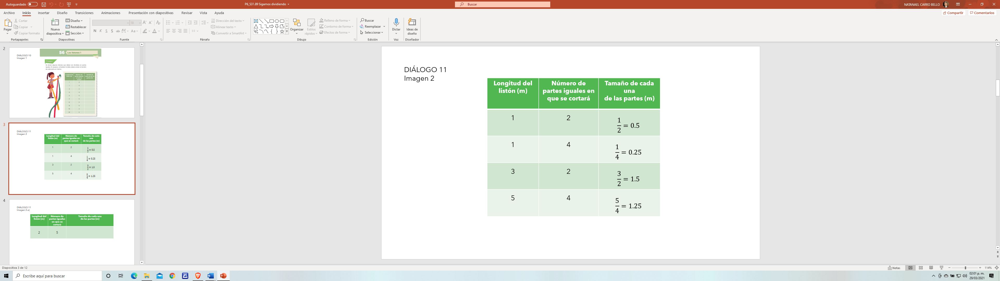 Autoguardado
P6_S31.89 Sigamos dividiendo
Buscar
NATANAEL CARRO BELLO
Archivo Inicio Insertar Diseño Transiciones Animaciones Presentación con diapositivas Revisar Vista Ayuda
Compartir Comentarios
Pegar
Cortar
Copiar
Copiar formato
Portapapeles
Nueva diapositiva
Diseño
Restablecer
Sección
Diapositivas
18
N K S S ab AV Aa A
Fuente
Dirección del texto
Alinear texto
Convertir a SmartArt
Párrafo
Organizar
Estilos rápidos
Relleno de forma
Contorno de forma
Efectos de forma
Dibujo
Buscar
Reemplazar
Seleccionar
Edición
Dictar
Voz
Ideas de diseño
Diseñador
2
DIÁLOGO 10
Imagen 1
56 Los listones 1
3
DIÁLOGO 11
Imagen 2
Longitud del listón (m) Número de partes iguales en que se cortará Tamaño de cada una de las partes (m)
1 2 1/2 = 0.5
1 4 1/4 = 0.25
3 2 3/2 = 1.5
5 4 5/4 = 1.25
4
DIÁLOGO 11
Imagen 2-a)
Longitud del listón (m) Número de partes iguales en que se cortará Tamaño de cada una de las partes (m)
2 5
DIÁLOGO 11
Imagen 2
Longitud del listón (m) Número de partes iguales en que se cortará Tamaño de cada una de las partes (m)
1 2 1/2 = 0.5
1 4 1/4 = 0.25
3 2 3/2 = 1.5
5 4 5/4 = 1.25
Diapositiva 3 de 12
Notas
114%
Escribe aquí para buscar
02:01 p. m.
29/03/2021